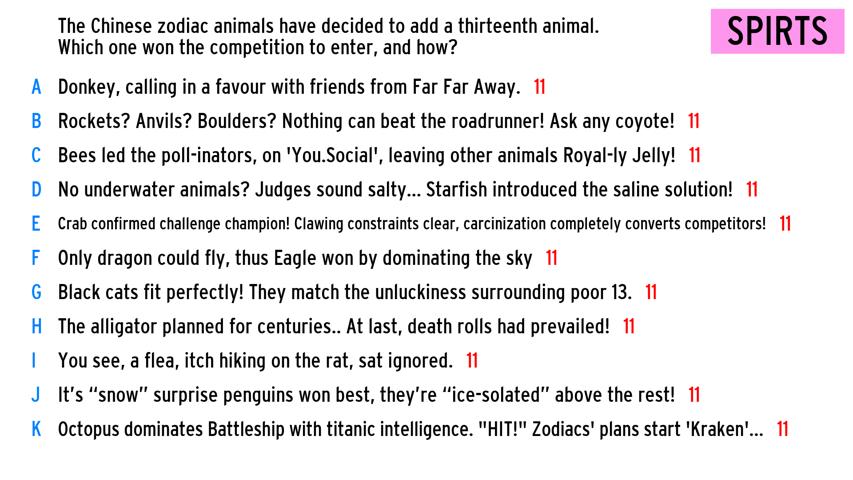 The Chinese zodiac animals have decided to add a thirteenth animal.
Which one won the competition to enter, and how?
SPIRTS
A Donkey, calling in a favour with friends from Far Far Away. 11
B Rockets? Anvils? Boulders? Nothing can beat the roadrunner! Ask any coyote! 11
C Bees led the poll-inators, on 'You.Social', leaving other animals Royal-ly Jelly! 11
D No underwater animals? Judges sound salty... Starfish introduced the saline solution! 11
E Crab confirmed challenge champion! Clawing constraints clear, carcinization completely converts competitors! 11
F Only dragon could fly, thus Eagle won by dominating the sky 11
G Black cats fit perfectly! They match the unluckiness surrounding poor 13. 11
H The alligator planned for centuries.. At last, death rolls had prevailed! 11
I You see, a flea, itch hiking on the rat, sat ignored. 11
J It's “snow” surprise penguins won best, they're “ice-solated” above the rest! 11
K Octopus dominates Battleship with titanic intelligence. "HIT!" Zodiacs' plans start 'Kraken'... 11